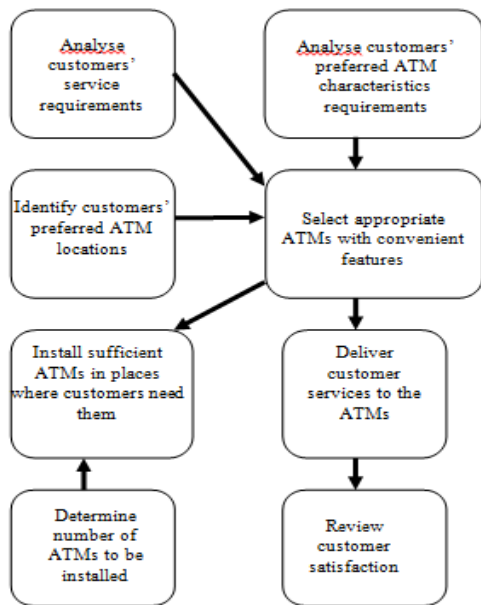 Analyse
customers'
service
requirements
Analyse customers'
preferred ATM
characteristics
requirements
Identify customers'
preferred ATM
locations
Select appropriate
ATMs with convenient
features
Install sufficient
ATMs in places
where customers need
them
Deliver
customer
services to the
ATMs
Determine
number of
ATMs to be
installed
Review
customer
satisfaction